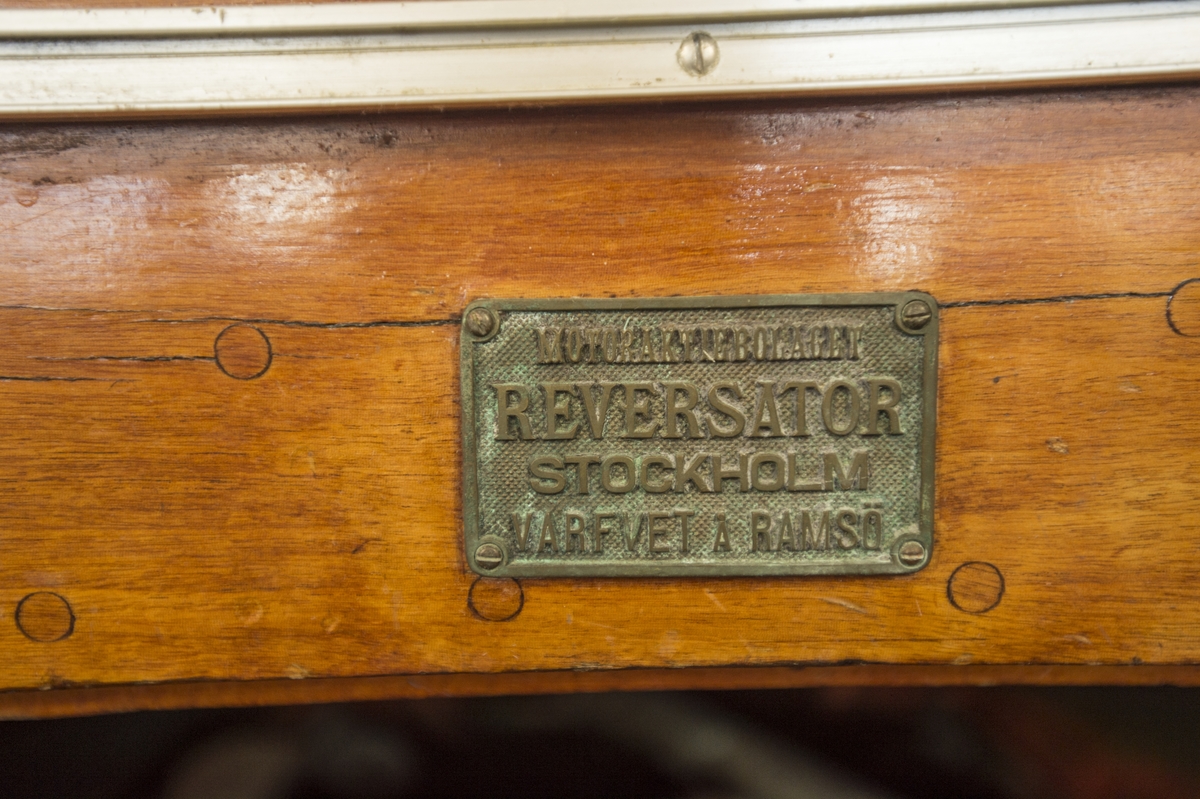 MOTORAKTIEBOLAGET
REVERSATOR
STOCKHOLM
VARFVET Å RAMSÖ